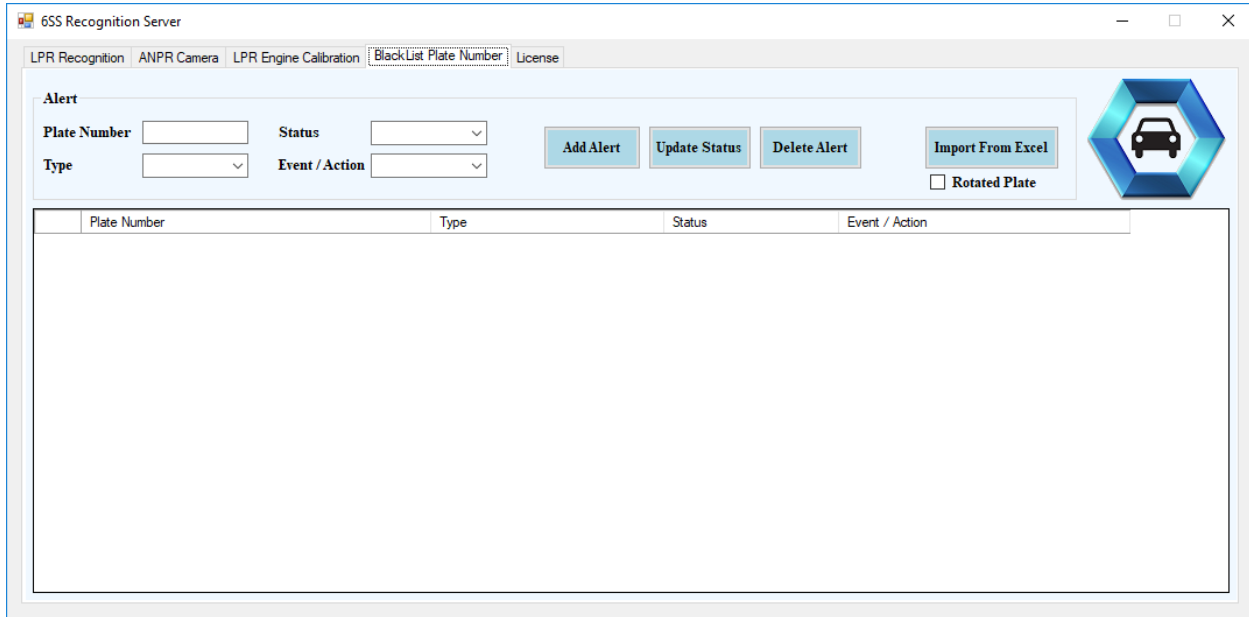 6SS Recognition Server
LPR Recognition ANPR Camera LPR Engine Calibration BlackList Plate Number License
Alert
Plate Number Status
Type Event / Action
Add Alert Update Status Delete Alert Import From Excel
Rotated Plate
Plate Number Type Status Event / Action